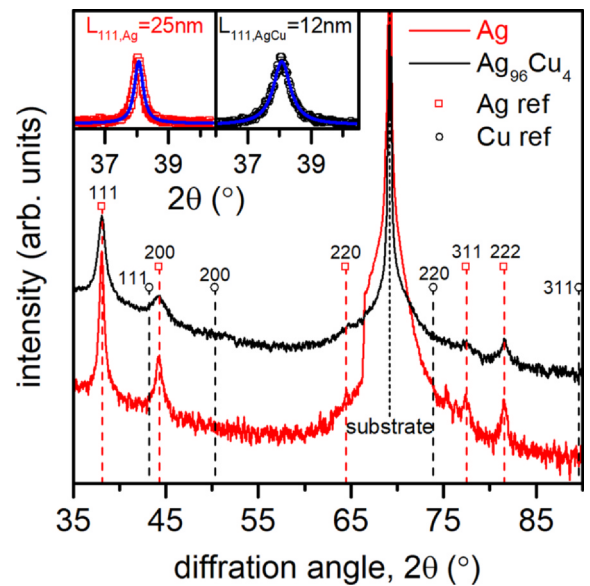 L111,Ag=25nm
L111,AgCu=12nm
Ag
Ag96Cu4
Ag ref
Cu ref
37 39
37 39
2θ (°)
111
111
200
200
220
220
311
222
311
substrate
intensity (arb. units)
35 45 55 65 75 85
diffration angle, 2θ (°)